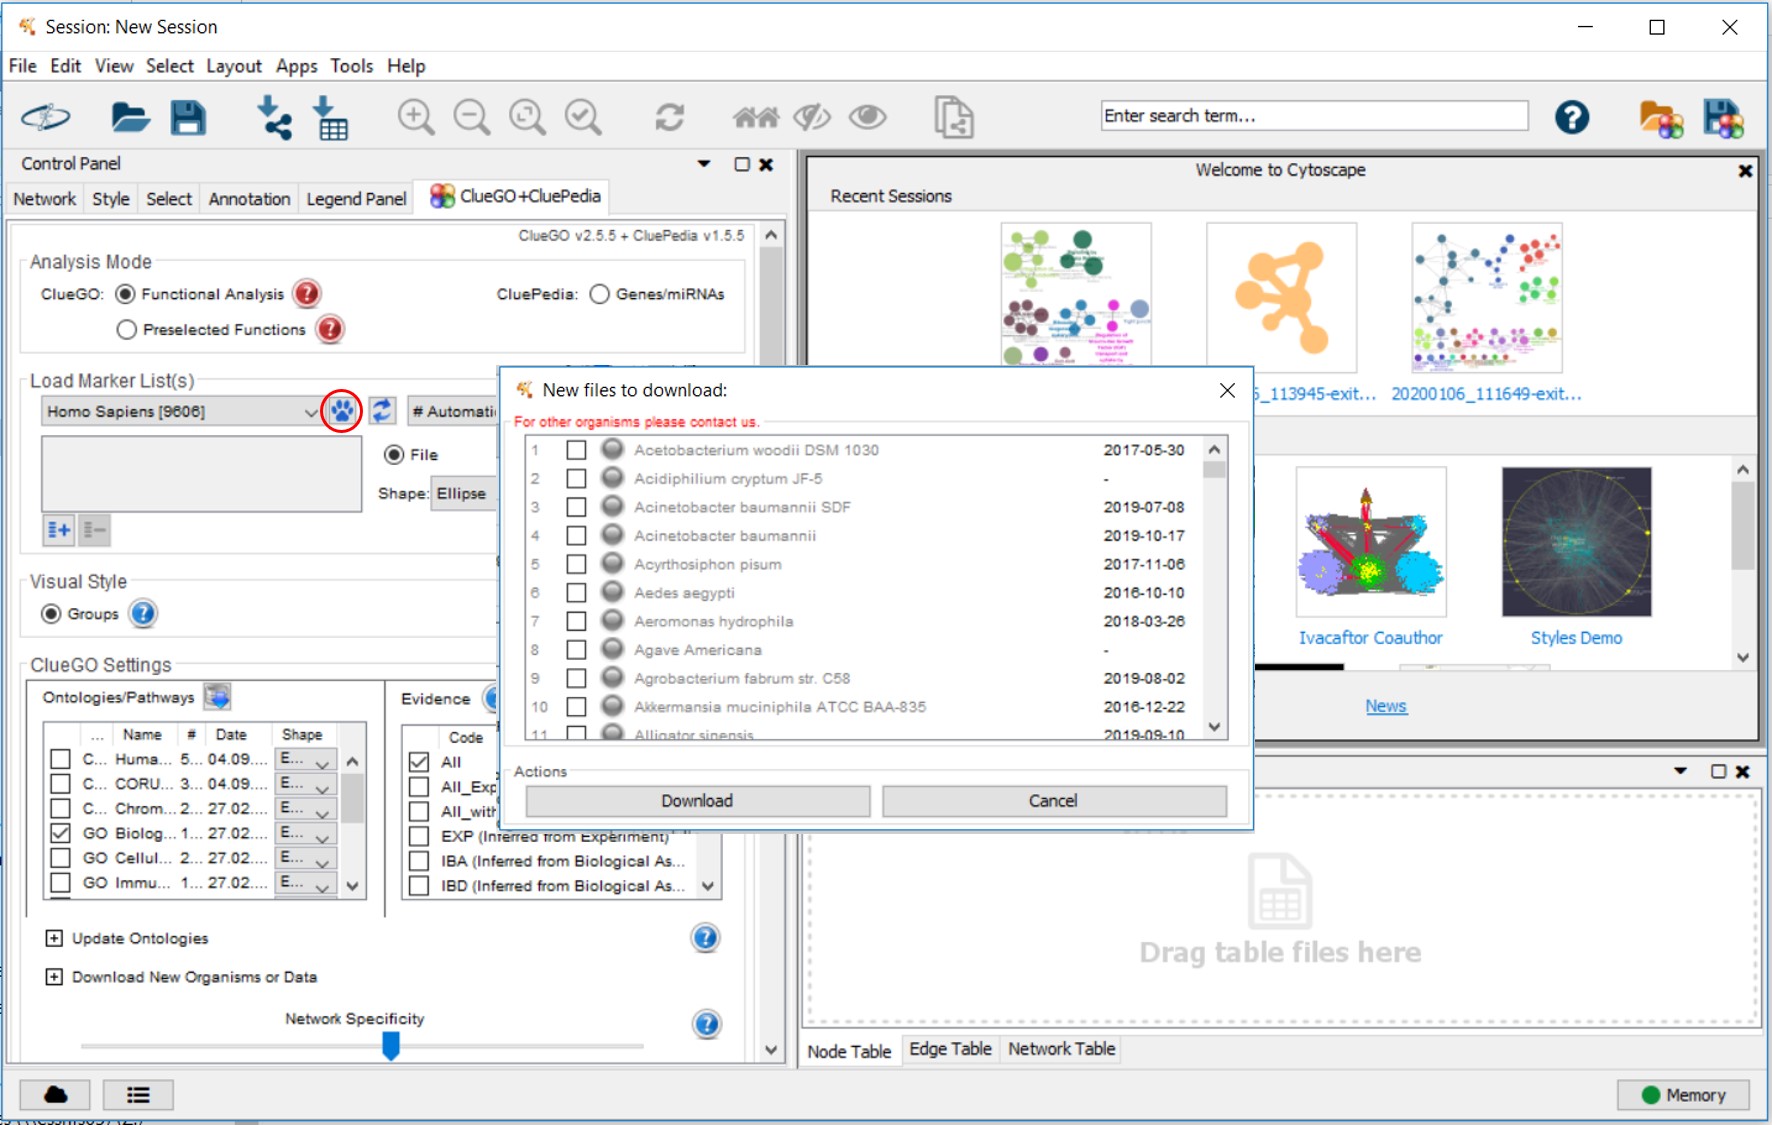 Session: New Session
File Edit View Select Layout Apps Tools Help
Enter search term...
Control Panel
Network Style Select Annotation Legend Panel ClueGO+CluePedia
ClueGO v2.5.5 + CluePedia v1.5.5
Analysis Mode
ClueGO: Functional Analysis CluePedia: Genes/miRNAs
Preselected Functions
Load Marker List(s)
Homo Sapiens [9606] # Automati
File
Shape: Ellipse
Visual Style
Groups
ClueGO Settings
Ontologies/Pathways
... Name # Date Shape
C... Huma... 5... 04.09.... E...
C... CORU... 3... 04.09.... E...
C... Chrom... 2... 27.02.... E...
GO Biolog... 1... 27.02.... E...
GO Cellul... 2... 27.02.... E...
GO Immu... 1... 27.02.... E...
Evidence
Code
All
All_Exp
All_with
EXP (Inferred from Experiment)
IBA (Inferred from Biological As...
IBD (Inferred from Biological As...
Update Ontologies
Download New Organisms or Data
Network Specificity
Welcome to Cytoscape
Recent Sessions
_113945-exit... 20200106_111649-exit...
New files to download:
For other organisms please contact us.
1 Acetobacterium woodii DSM 1030 2017-05-30
2 Acidiphilium cryptum JF-5 -
3 Acinetobacter baumannii SDF 2019-07-08
4 Acinetobacter baumannii 2019-10-17
5 Acyrthosiphon pisum 2017-11-06
6 Aedes aegypti 2016-10-10
7 Aeromonas hydrophila 2018-03-26
8 Agave Americana -
9 Agrobacterium fabrum str. C58 2019-08-02
10 Akkermansia muciniphila ATCC BAA-835 2016-12-22
11 Alligator sinensis 2019-09-10
Actions
Download Cancel
Ivacaftor Coauthor Styles Demo
News
Drag table files here
Node Table Edge Table Network Table
Memory